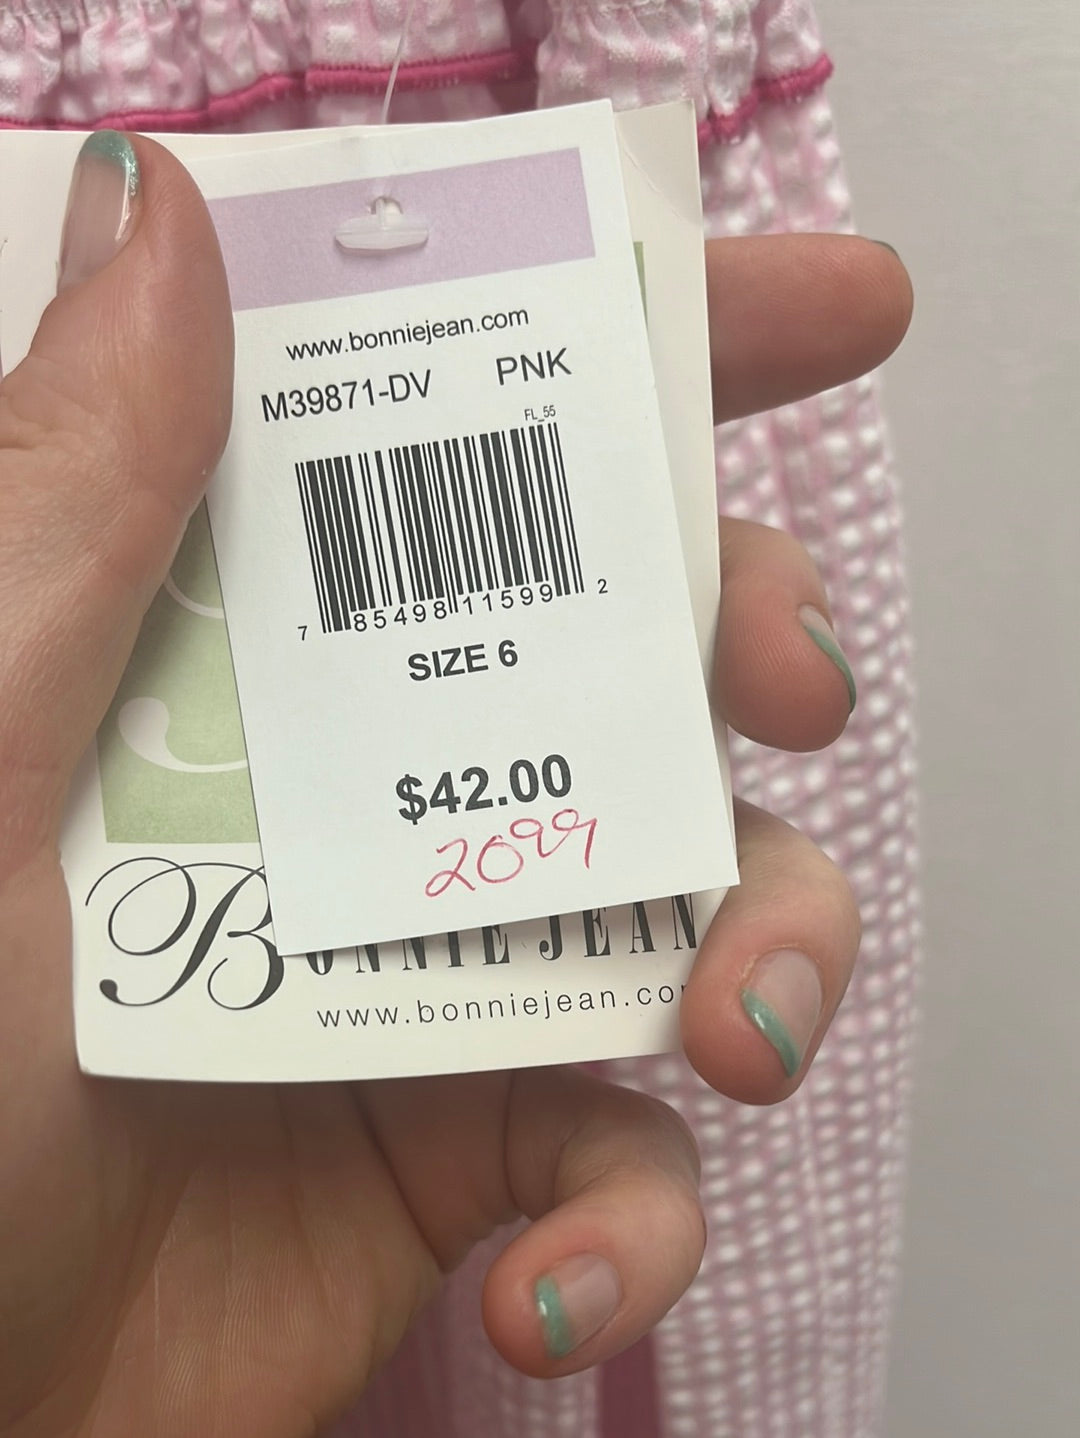 www.bonniejean.com
M39871-DV PNK
FL_55
7 85498 11599 2
SIZE 6
$42.00
2099
BONNIE JEAN
www.bonniejean.co